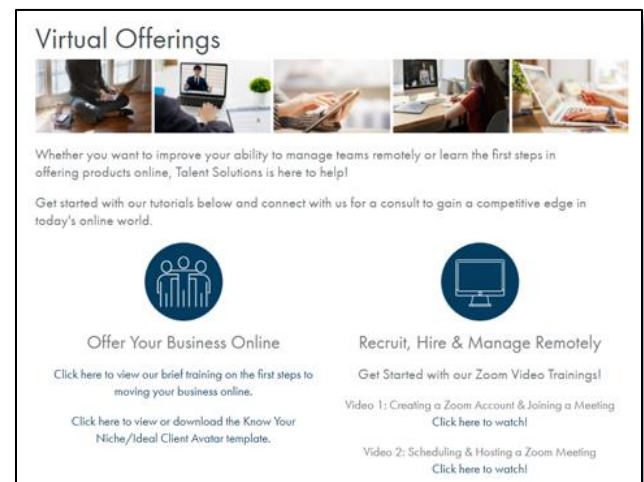 Virtual Offerings
Whether you want to improve your ability to manage teams remotely or learn the first steps in
offering products online, Talent Solutions is here to help!
Get started with our tutorials below and connect with us for a consult to gain a competitive edge in
today's online world.
Offer Your Business Online
Click here to view our brief training on the first steps to
moving your business online.
Click here to view or download the Know Your
Niche/Ideal Client Avatar template.
Recruit, Hire & Manage Remotely
Get Started with our Zoom Video Trainings!
Video 1: Creating a Zoom Account & Joining a Meeting
Click here to watch!
Video 2: Scheduling & Hosting a Zoom Meeting
Click here to watch!